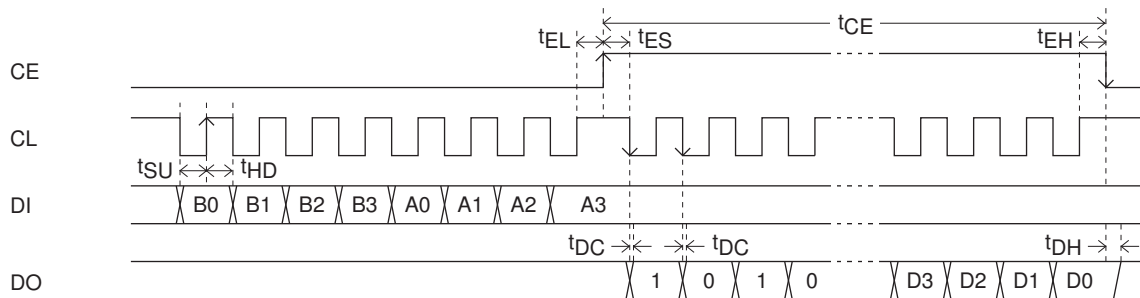 tCE
tEL tES tEH
CE
CL
tSU tHD
DI B0 B1 B2 B3 A0 A1 A2 A3
tDC tDC tDH
DO 1 0 1 0 D3 D2 D1 D0